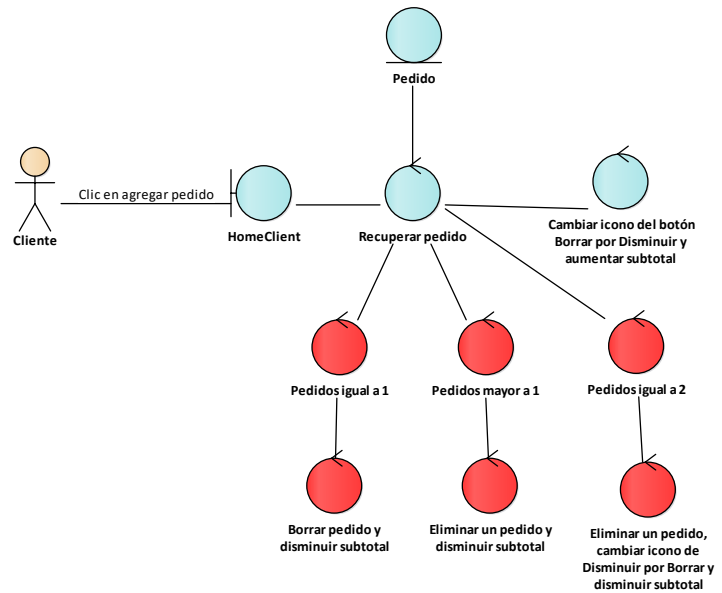 Pedido
Clic en agregar pedido
Cliente
HomeClient
Recuperar pedido
Cambiar icono del botón
Borrar por Disminuir y
aumentar subtotal
Pedidos igual a 1
Pedidos mayor a 1
Pedidos igual a 2
Borrar pedido y
disminuir subtotal
Eliminar un pedido y
disminuir subtotal
Eliminar un pedido,
cambiar icono de
Disminuir por Borrar y
disminuir subtotal